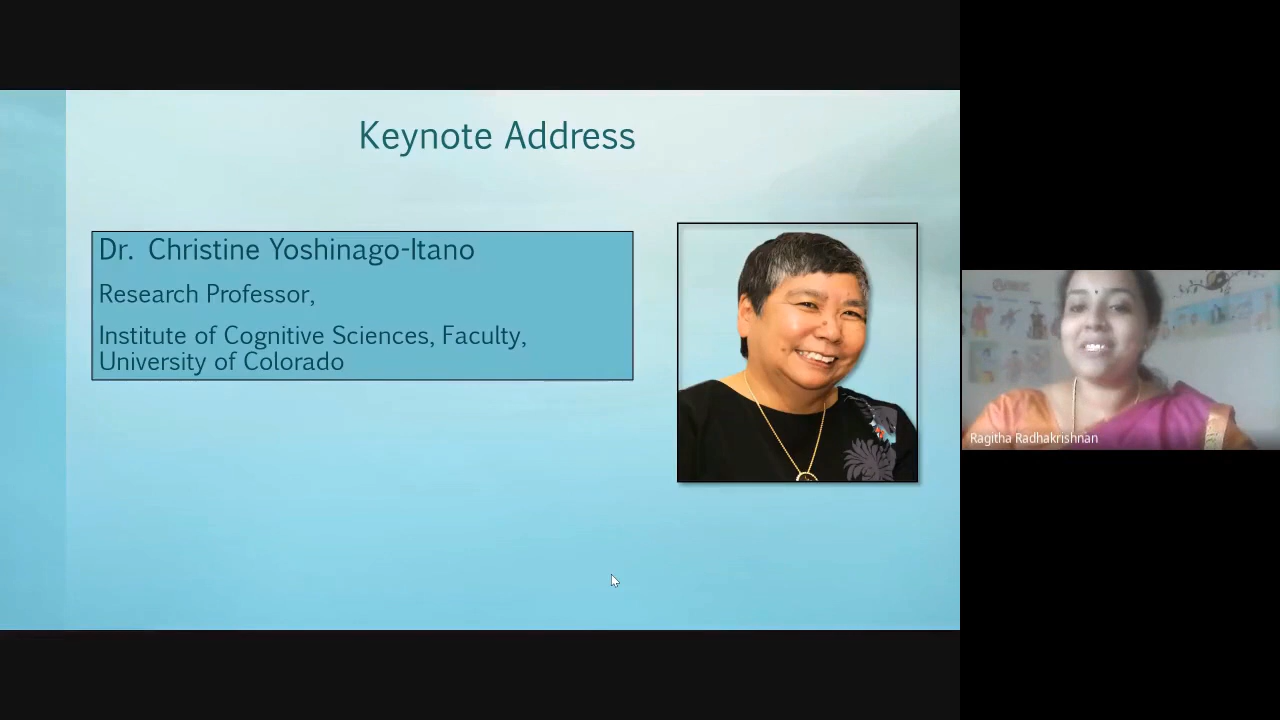 Keynote Address
Dr. Christine Yoshinago-Itano
Research Professor,
Institute of Cognitive Sciences, Faculty,
University of Colorado
Ragitha Radhakrishnan